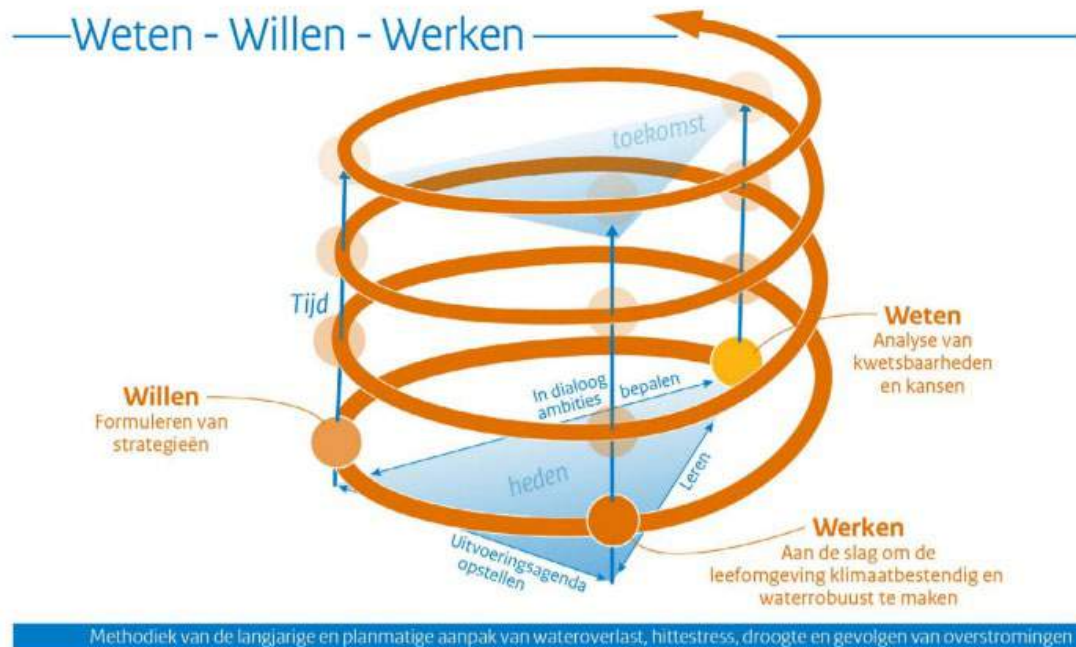 Weten - Willen - Werken
toekomst
Tijd
Weten
Analyse van
kwetsbaarheden
en kansen
In dialoog bepalen
ambities
Willen
Formuleren van
strategieën
heden
Leren
Uitvoeringsagenda
opstellen
Werken
Aan de slag om de
leefomgeving klimaatbestendig en
waterrobuust te maken
Methodiek van de langjarige en planmatige aanpak van wateroverlast, hittestress, droogte en gevolgen van overstromingen